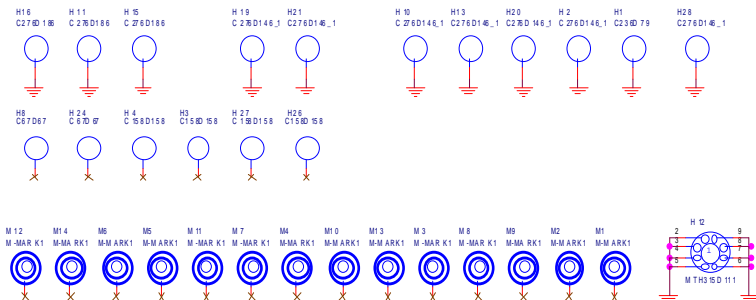 H16 H11 H15 H19 H21 H10 H13 H20 H2 H1 H28
C276D186 C276D186 C276D186 C276D146_1 C276D146_1 C276D146_1 C276D146_1 C276D146_1 C276D146_1 C236D79 C276D146_1
H8 H24 H4 H3 H27 H26
C67D67 C67D67 C158D158 C158D158 C158D158 C158D158
H12
M12 M14 M6 M5 M11 M7 M4 M10 M13 M3 M8 M9 M2 M1
M-MARK1 M-MARK1 M-MARK1 M-MARK1 M-MARK1 M-MARK1 M-MARK1 M-MARK1 M-MARK1 M-MARK1 M-MARK1 M-MARK1 M-MARK1 M-MARK1
2 9
3 8
4 1 7
5 6
MTH315D111